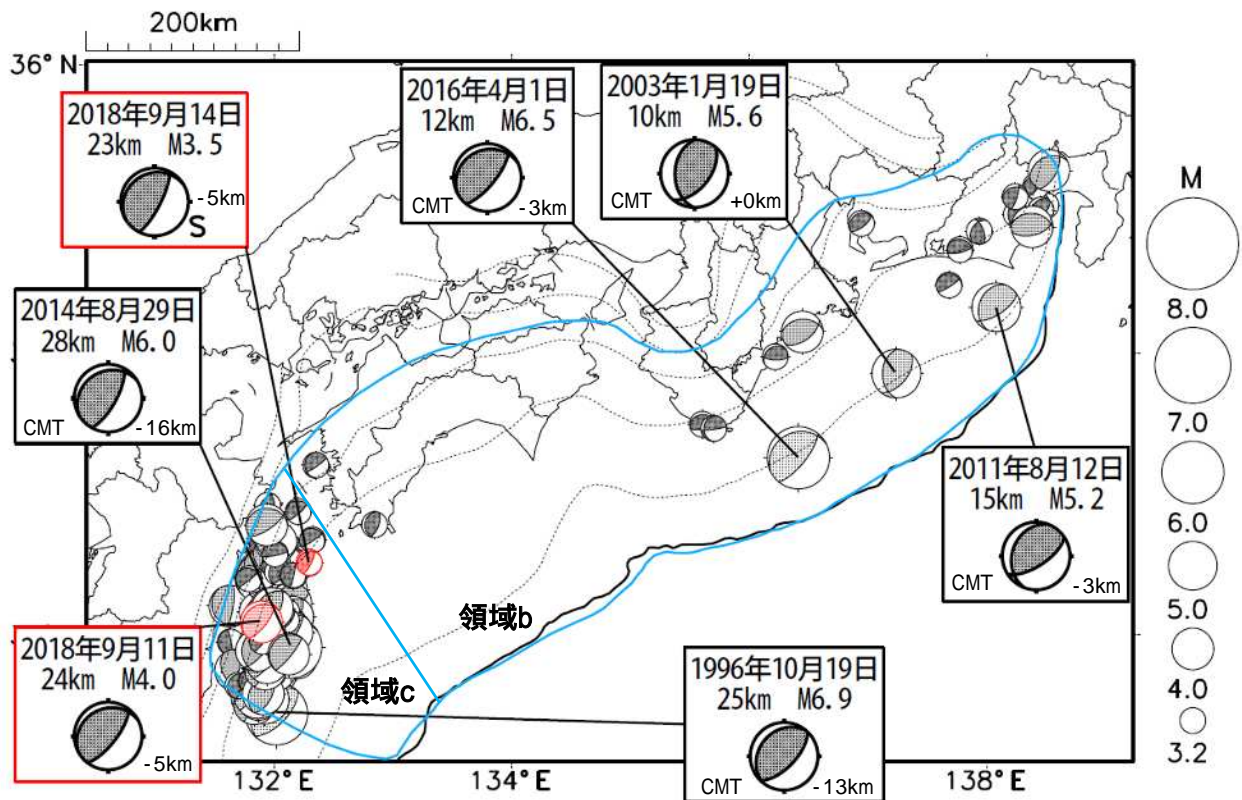 200km
36°N
2018年9月14日
23km M3.5
-5km
S
2016年4月1日
12km M6.5
CMT
-3km
2003年1月19日
10km M5.6
CMT
+0km
M
8.0
7.0
6.0
5.0
4.0
3.2
2014年8月29日
28km M6.0
CMT
-16km
2011年8月12日
15km M5.2
CMT
-3km
領域b
領域c
2018年9月11日
24km M4.0
-5km
1996年10月19日
25km M6.9
CMT
-13km
132°E
134°E
138°E